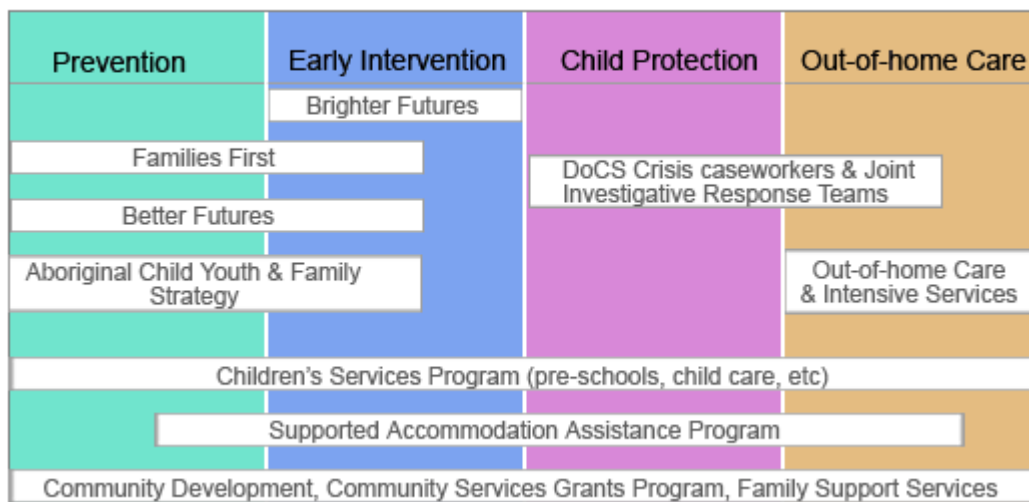 Prevention
Early Intervention
Child Protection
Out-of-home Care
Brighter Futures
Families First
DoCS Crisis caseworkers & Joint
Investigative Response Teams
Better Futures
Aboriginal Child Youth & Family
Strategy
Out-of-home Care
& Intensive Services
Children's Services Program (pre-schools, child care, etc)
Supported Accommodation Assistance Program
Community Development, Community Services Grants Program, Family Support Services